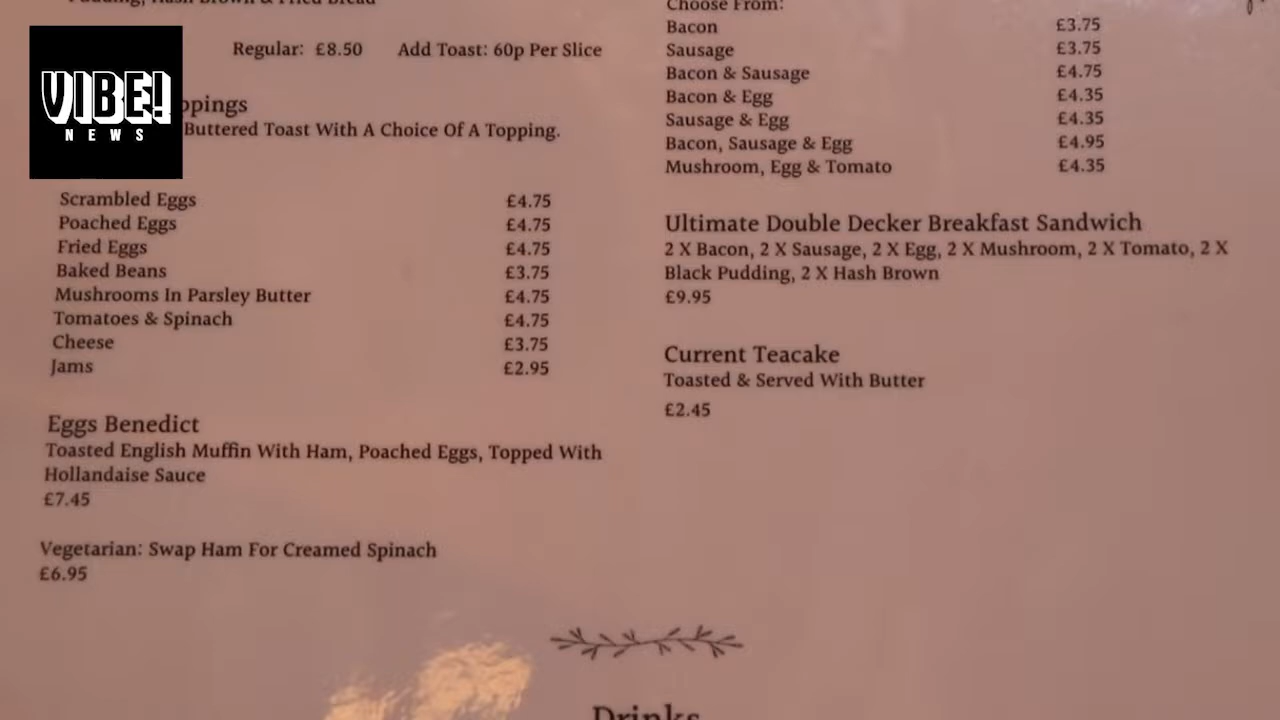 Pudding, Hash Brown & Fried Bread
Regular: £8.50 Add Toast: 60p Per Slice
VIBE!
NEWS
Buttered Toast With A Choice Of A Topping.
Scrambled Eggs £4.75
Poached Eggs £4.75
Fried Eggs £4.75
Baked Beans £3.75
Mushrooms In Parsley Butter £4.75
Tomatoes & Spinach £4.75
Cheese £3.75
Jams £2.95
Eggs Benedict
Toasted English Muffin With Ham, Poached Eggs, Topped With
Hollandaise Sauce
£7.45
Vegetarian: Swap Ham For Creamed Spinach
£6.95
Choose From:
Bacon £3.75
Sausage £3.75
Bacon & Sausage £4.75
Bacon & Egg £4.35
Sausage & Egg £4.35
Bacon, Sausage & Egg £4.95
Mushroom, Egg & Tomato £4.35
Ultimate Double Decker Breakfast Sandwich
2 X Bacon, 2 X Sausage, 2 X Egg, 2 X Mushroom, 2 X Tomato, 2 X
Black Pudding, 2 X Hash Brown
£9.95
Current Teacake
Toasted & Served With Butter
£2.45
Drinks